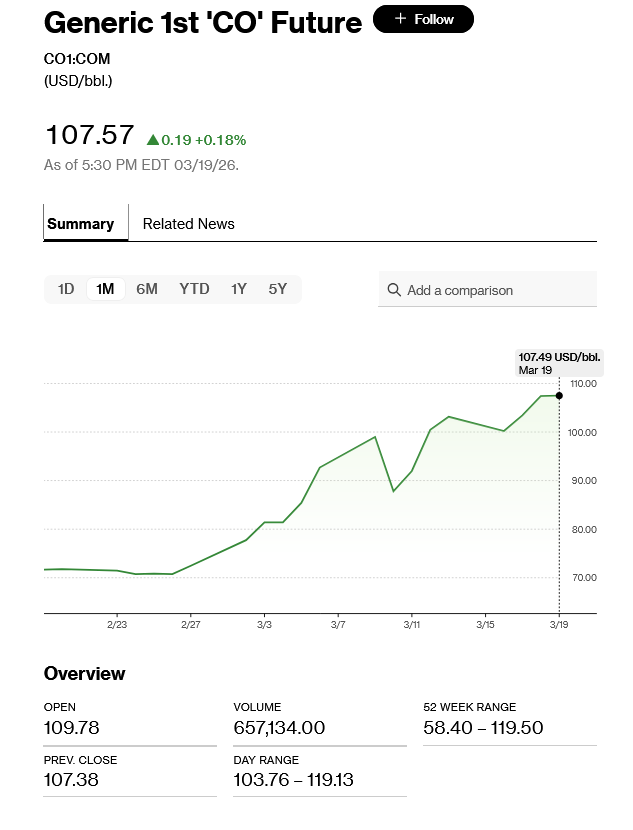 Generic 1st 'CO' Future
+ Follow
CO1:COM
(USD/bbl.)
107.57 ▲0.19 +0.18%
As of 5:30 PM EDT 03/19/26.
Summary Related News
1D 1M 6M YTD 1Y 5Y
Add a comparison
107.49 USD/bbl.
Mar 19
110.00
100.00
90.00
80.00
70.00
2/23 2/27 3/3 3/7 3/11 3/15 3/19
Overview
OPEN VOLUME 52 WEEK RANGE
109.78 657,134.00 58.40 – 119.50
PREV. CLOSE DAY RANGE
107.38 103.76 – 119.13